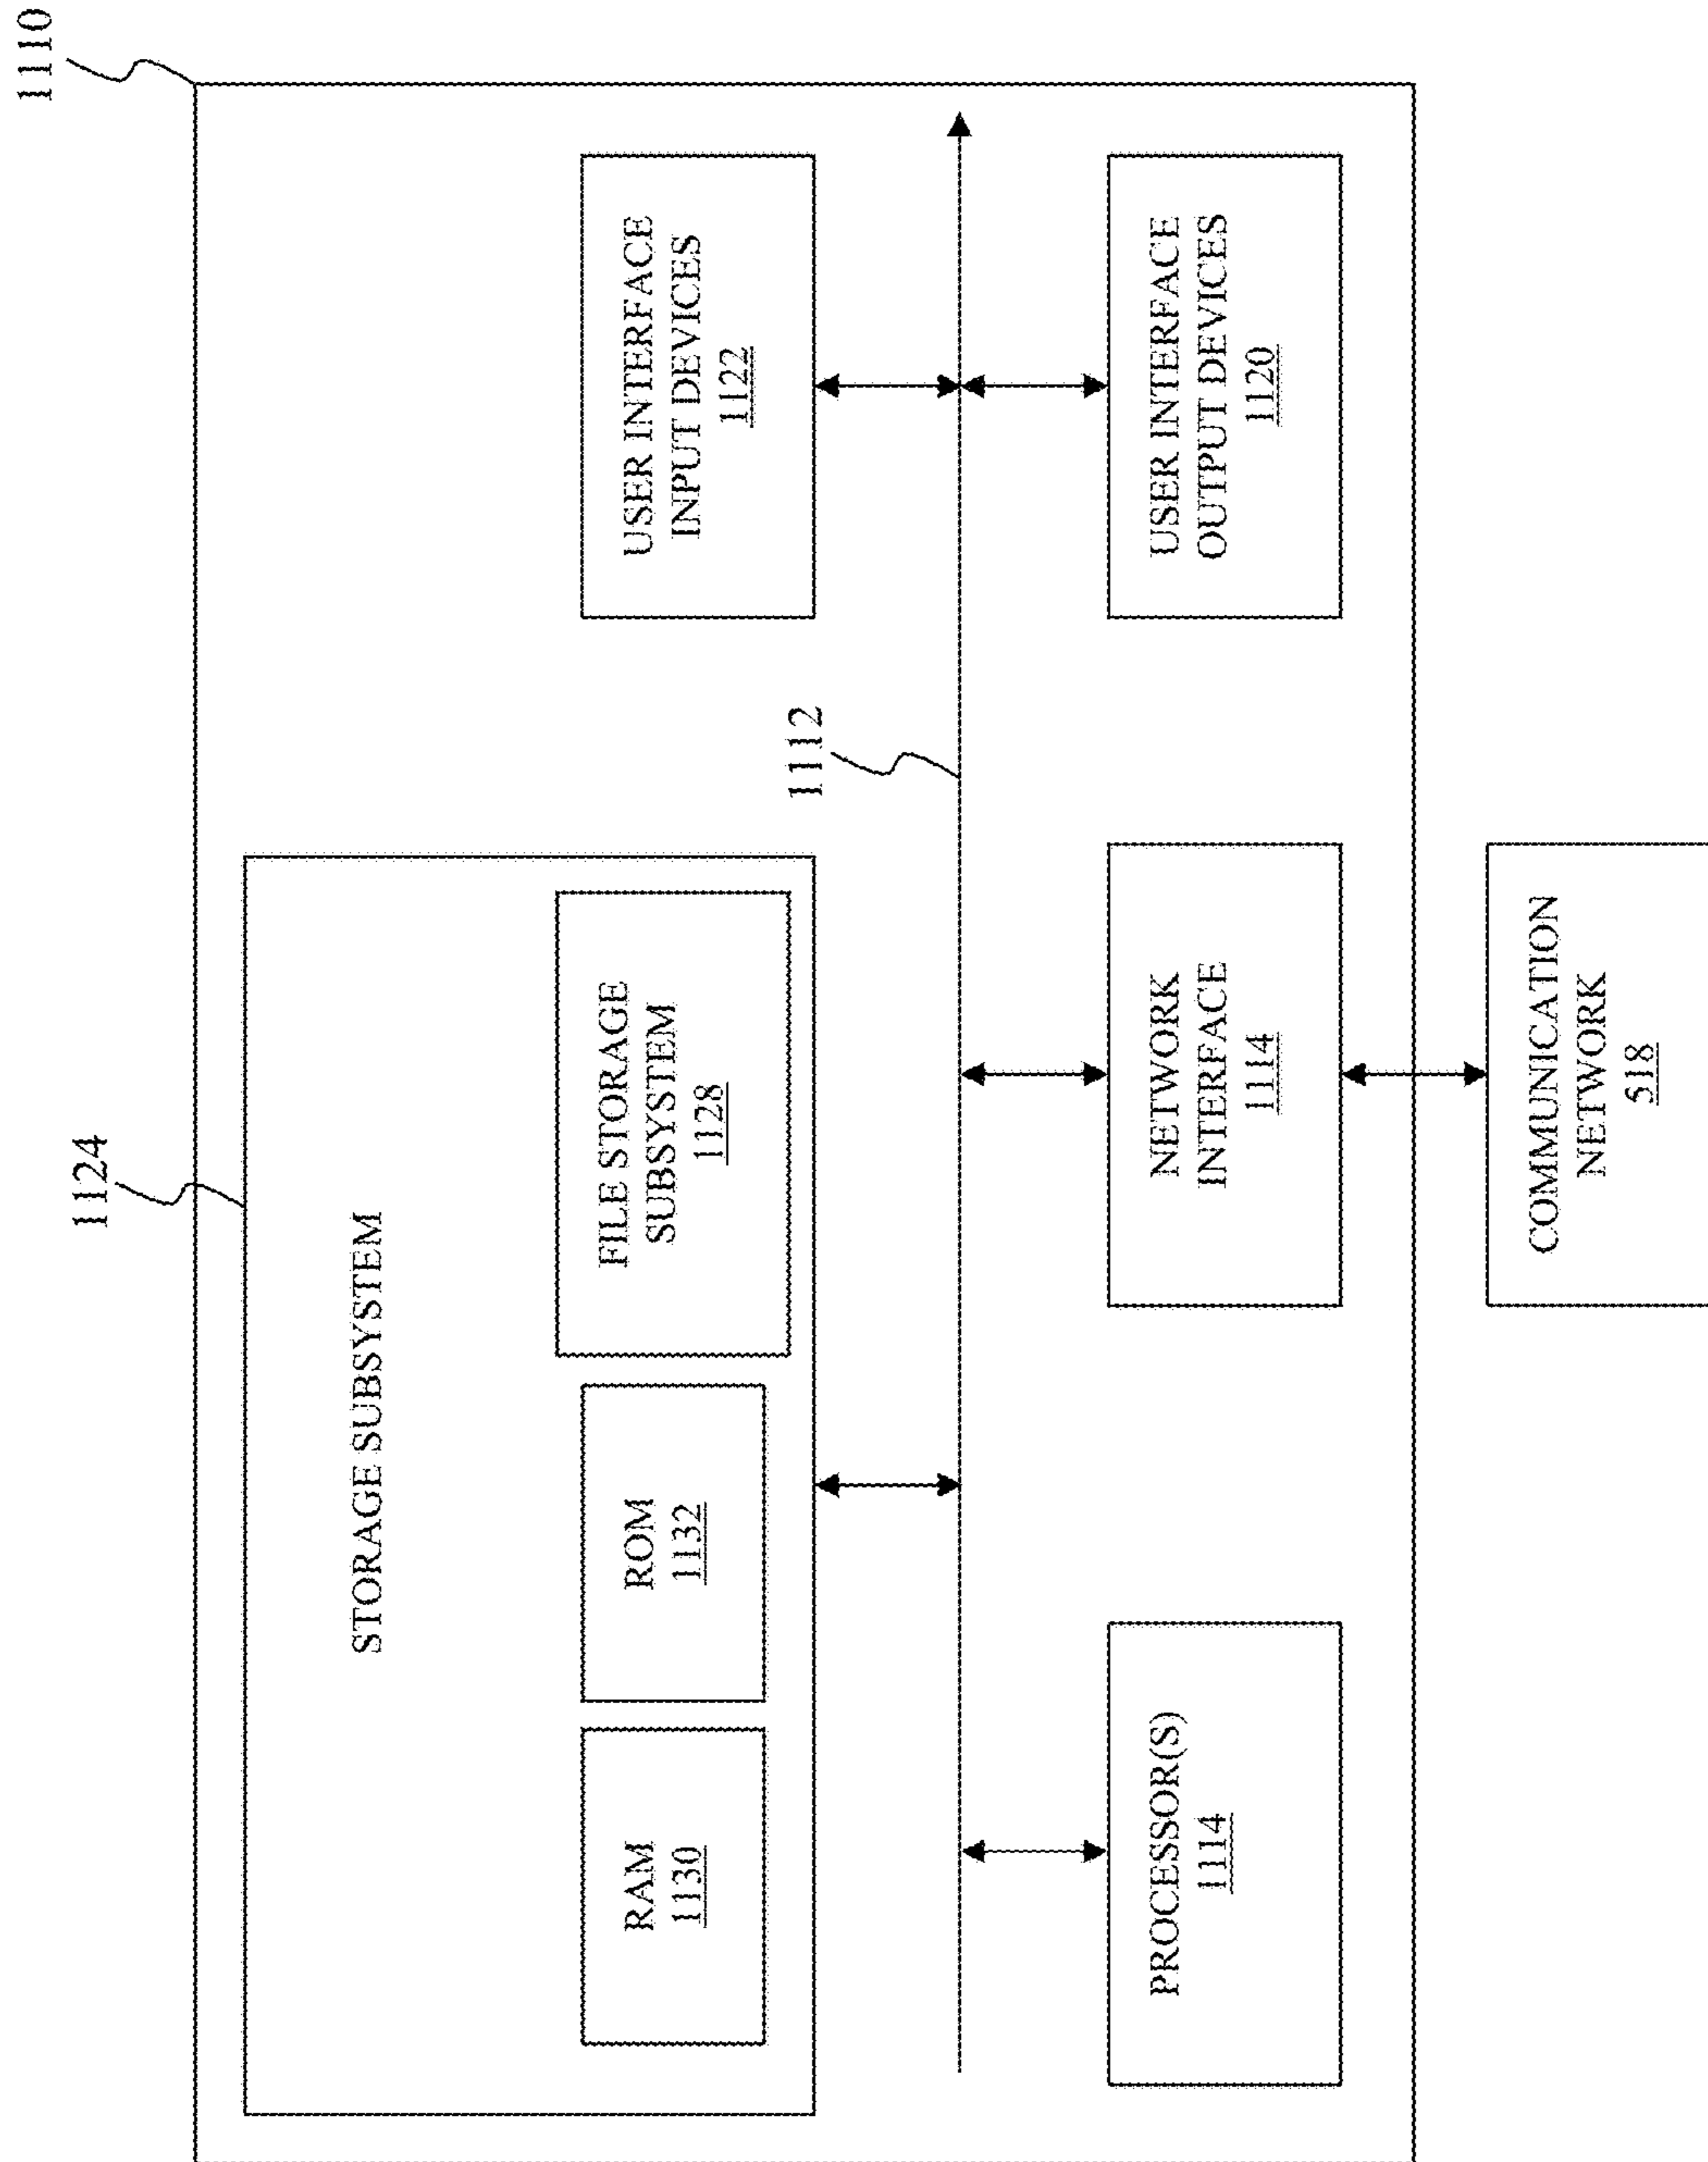 1110
1124
STORAGE SUBSYSTEM
RAM
1130
ROM
1132
FILE STORAGE
SUBSYSTEM
1128
USER INTERFACE
INPUT DEVICES
1122
1112
PROCESSOR(S)
1114
NETWORK
INTERFACE
1114
USER INTERFACE
OUTPUT DEVICES
1120
COMMUNICATION
NETWORK
518